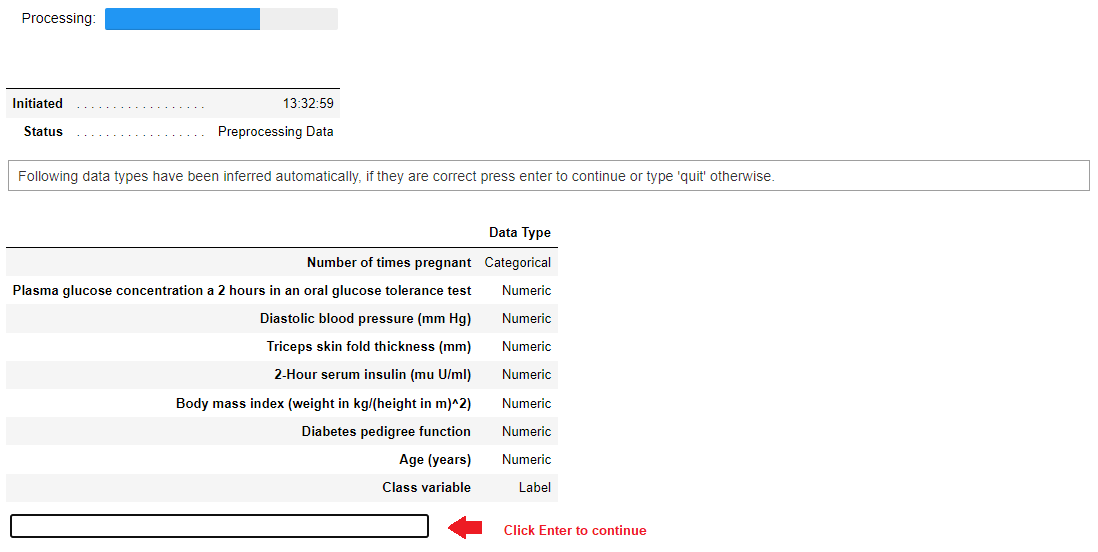 Processing:
Initiated . . . . . . . . . . . . . . . . . . 13:32:59
Status . . . . . . . . . . . . . . . . . . Preprocessing Data
Following data types have been inferred automatically, if they are correct press enter to continue or type 'quit' otherwise.
Data Type
Number of times pregnant Categorical
Plasma glucose concentration a 2 hours in an oral glucose tolerance test Numeric
Diastolic blood pressure (mm Hg) Numeric
Triceps skin fold thickness (mm) Numeric
2-Hour serum insulin (mu U/ml) Numeric
Body mass index (weight in kg/(height in m)^2) Numeric
Diabetes pedigree function Numeric
Age (years) Numeric
Class variable Label
Click Enter to continue